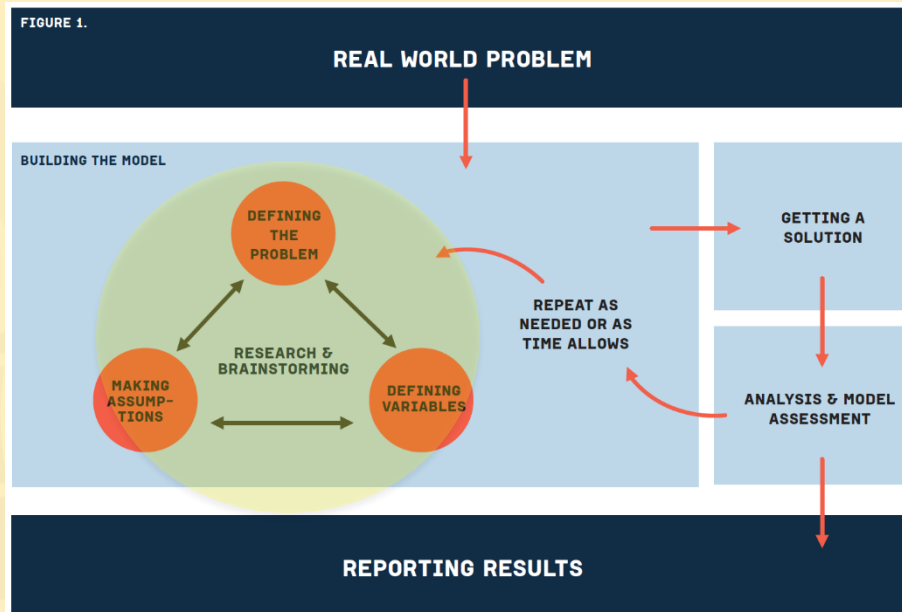 FIGURE 1.
REAL WORLD PROBLEM
BUILDING THE MODEL
DEFINING
THE
PROBLEM
RESEARCH &
BRAINSTORMING
MAKING
ASSUMP-
TIONS
DEFINING
VARIABLES
REPEAT AS
NEEDED OR AS
TIME ALLOWS
GETTING A
SOLUTION
ANALYSIS & MODEL
ASSESSMENT
REPORTING RESULTS